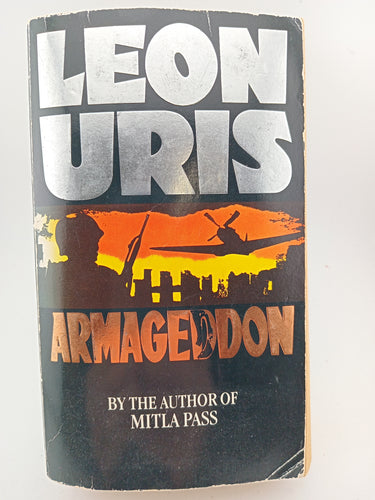 LEON
URIS
ARMAGEDDON
BY THE AUTHOR OF
MITLA PASS